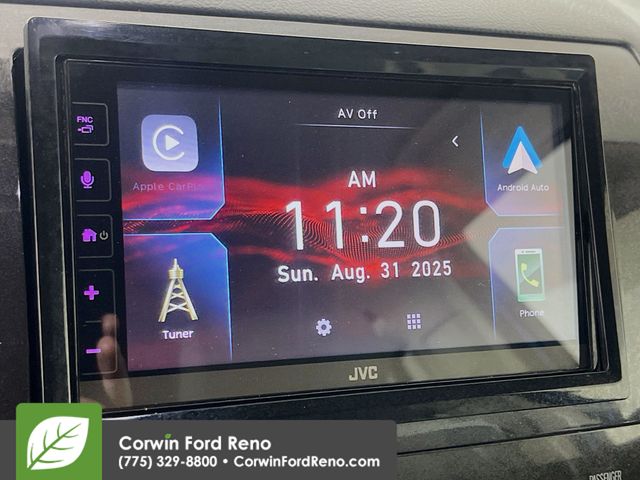 FNC
AV Off
Apple CarPlay
Android Auto
AM
11:20
Sun. Aug. 31 2025
Tuner
Phone
JVC
PASSENGER
Corwin Ford Reno
(775) 329-8800 • CorwinFordReno.com